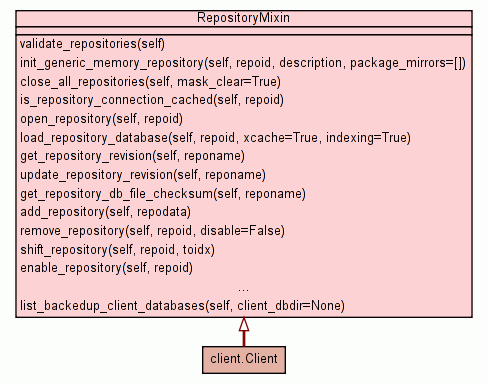 RepositoryMixin
validate_repositories(self)
init_generic_memory_repository(self, repoid, description, package_mirrors=[])
close_all_repositories(self, mask_clear=True)
is_repository_connection_cached(self, repoid)
open_repository(self, repoid)
load_repository_database(self, repoid, xcache=True, indexing=True)
get_repository_revision(self, reponame)
update_repository_revision(self, reponame)
get_repository_db_file_checksum(self, reponame)
add_repository(self, repodata)
remove_repository(self, repoid, disable=False)
shift_repository(self, repoid, toidx)
enable_repository(self, repoid)
...
list_backedup_client_databases(self, client_dbdir=None)
client.Client